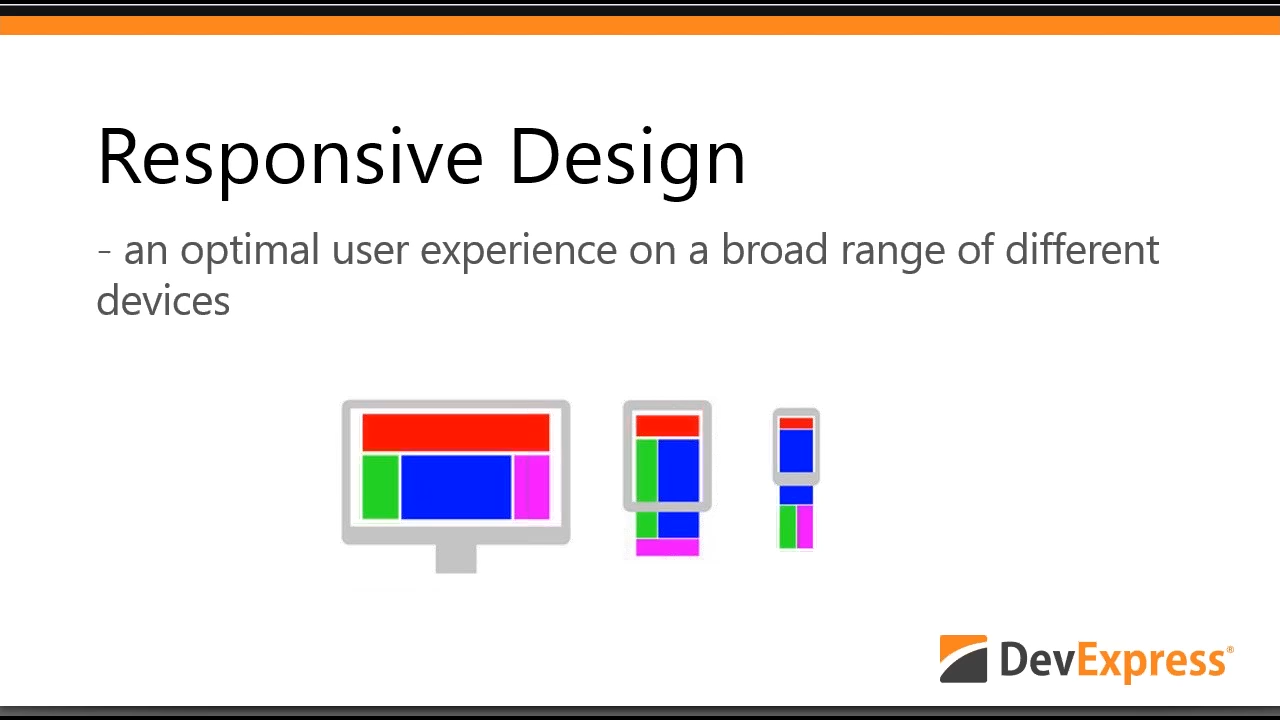 Responsive Design
- an optimal user experience on a broad range of different
devices
DevExpress®